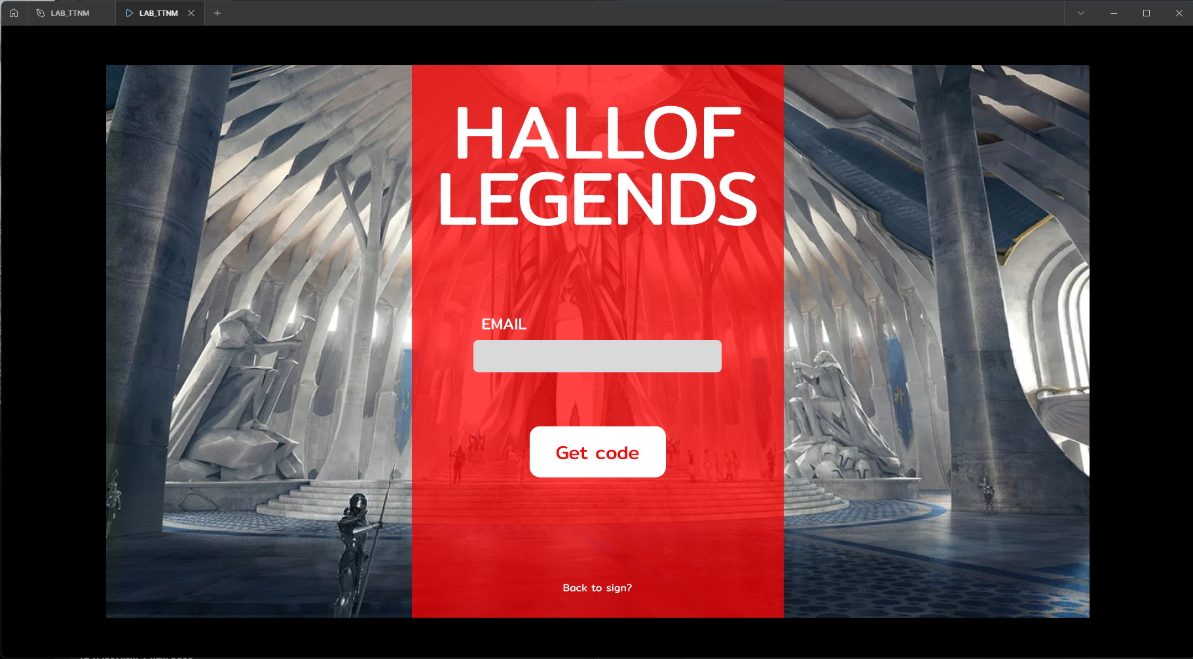 LAB_TTNM
LAB_TTNM
HALLOF
LEGENDS
EMAIL
Get code
Back to sign?